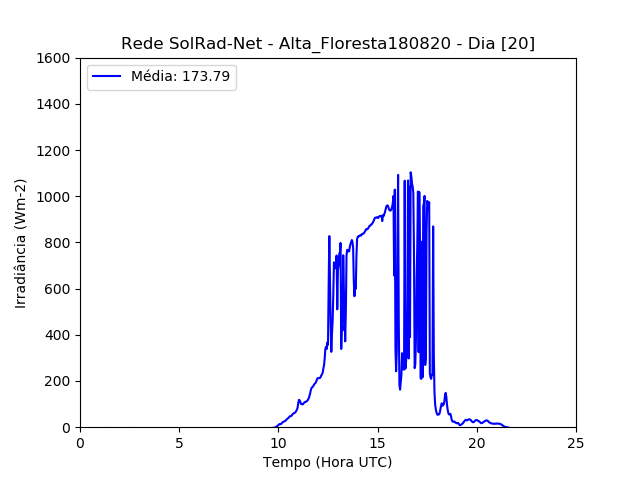 Rede SolRad-Net - Alta_Floresta180820 - Dia [20]
Média: 173.79
Irradiância (Wm-2)
1600
1400
1200
1000
800
600
400
200
0
0 5 10 15 20 25
Tempo (Hora UTC)